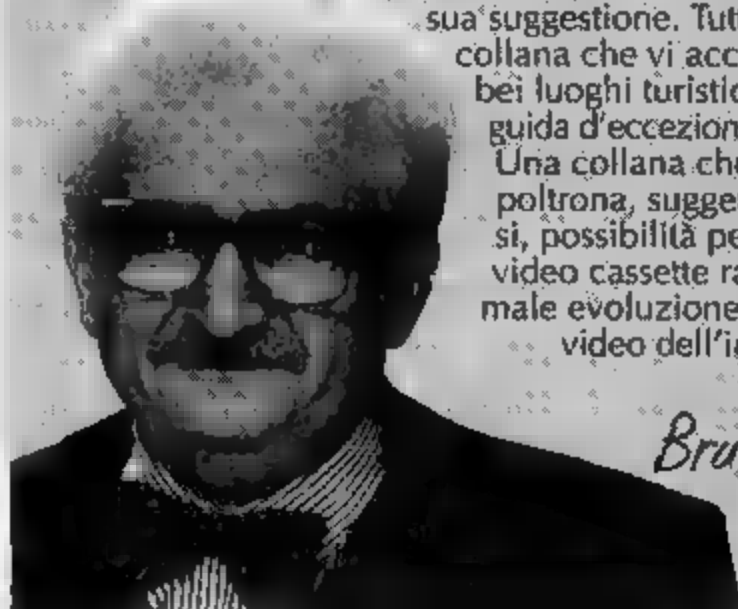 sua suggestione. Tut
collana che vi acc
bei luoghi turistic
guida d'eccezion
Una collana che
poltrona, sugge
si, possibilità pe
video cassette ra
male evoluzione
video dell'i
Bru